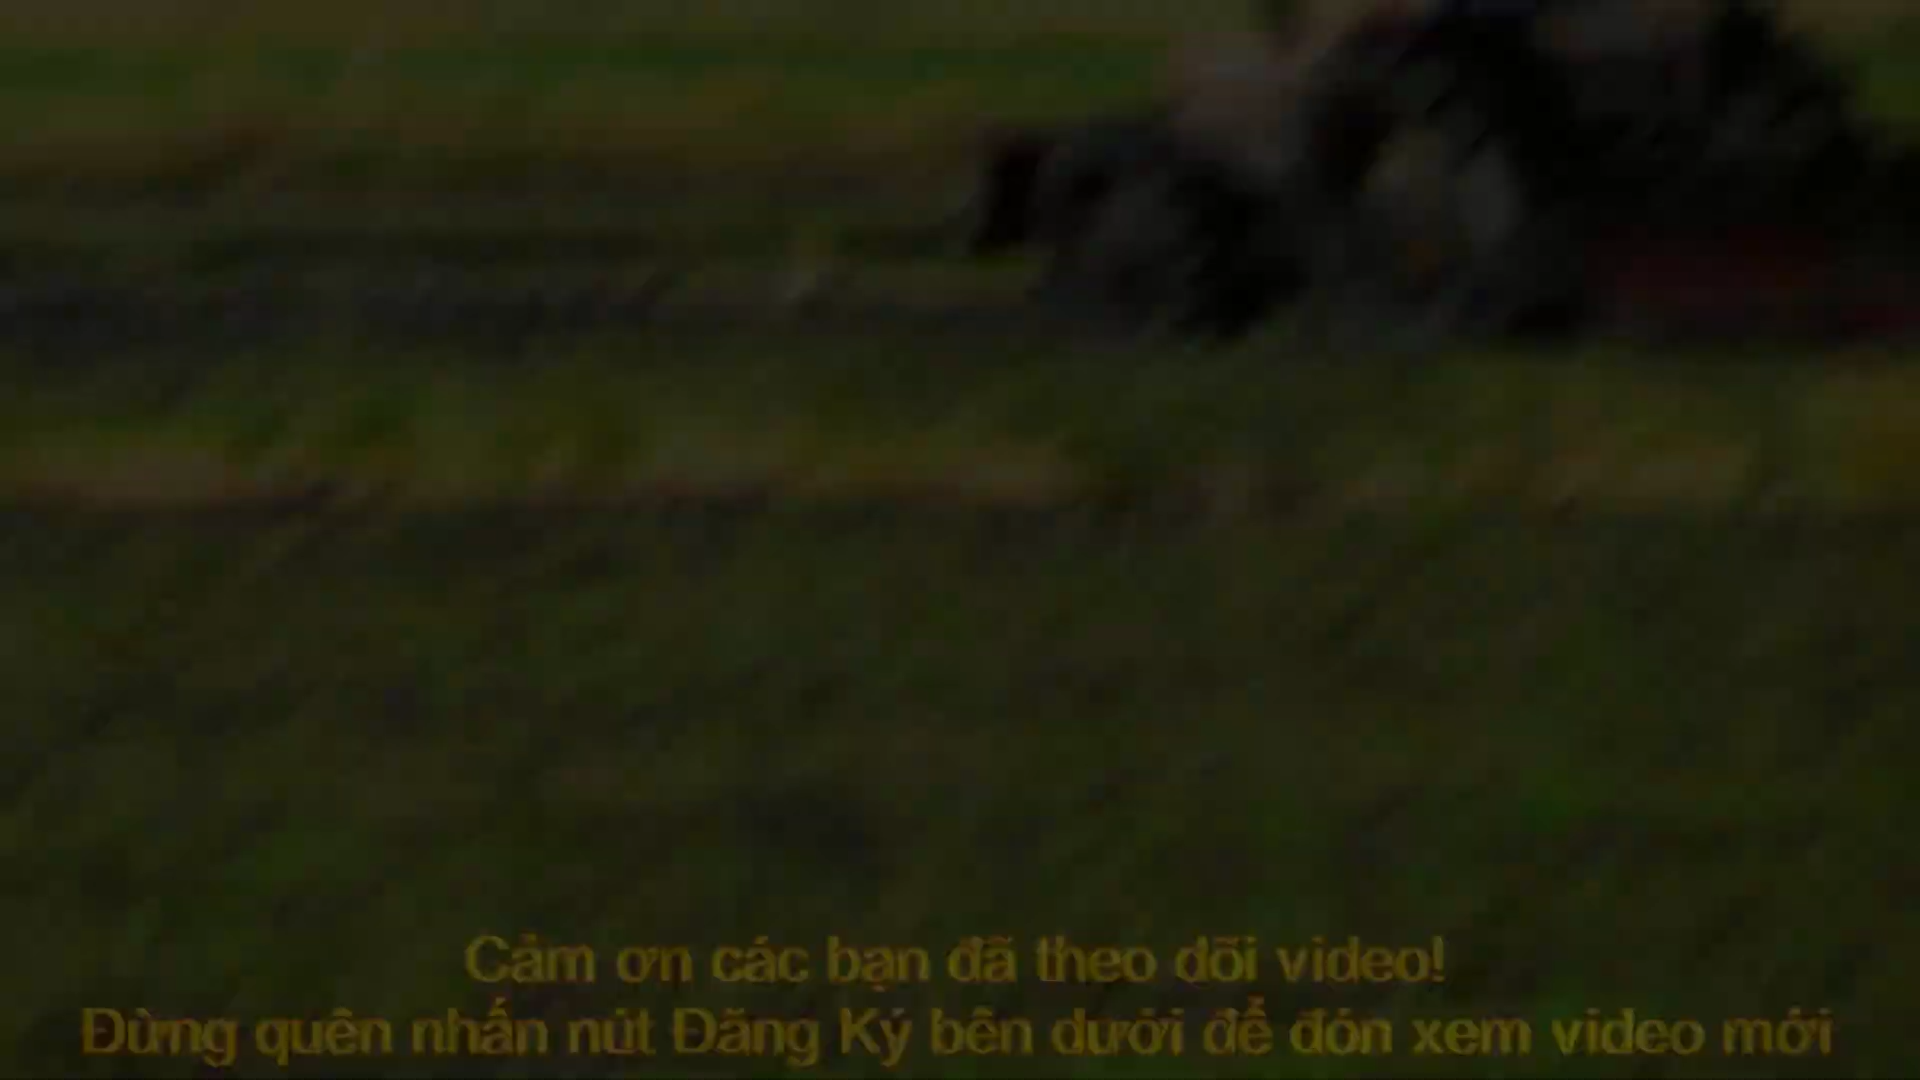 Cảm ơn các bạn đã theo dõi video!
Đừng quên nhấn nút Đăng Ký bên dưới để đón xem video mới